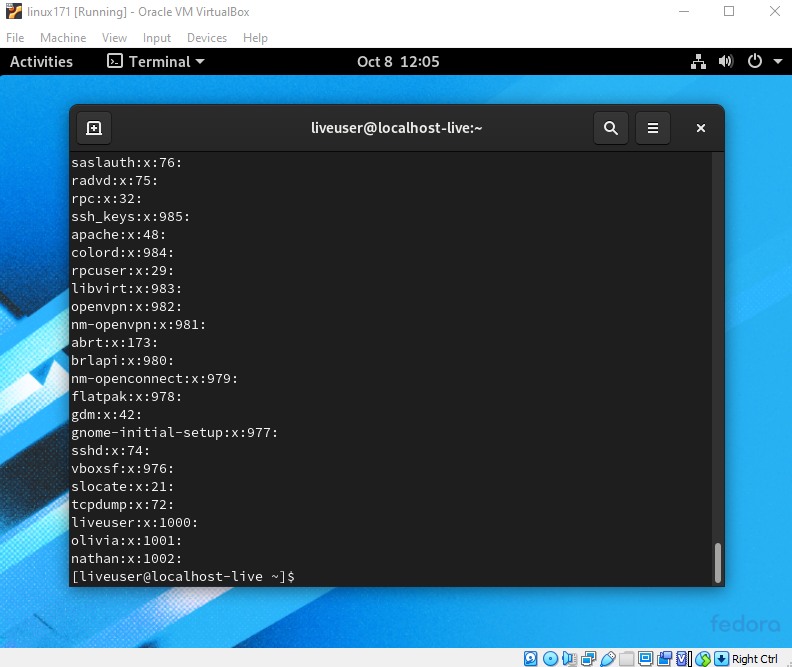 linux171 [Running] - Oracle VM VirtualBox
File Machine View Input Devices Help
Activities Terminal Oct 8 12:05
liveuser@localhost-live:~
saslauth:x:76:
radvd:x:75:
rpc:x:32:
ssh_keys:x:985:
apache:x:48:
colord:x:984:
rpcuser:x:29:
libvirt:x:983:
openvpn:x:982:
nm-openvpn:x:981:
abrt:x:173:
brlapi:x:980:
nm-openconnect:x:979:
flatpak:x:978:
gdm:x:42:
gnome-initial-setup:x:977:
sshd:x:74:
vboxsf:x:976:
slocate:x:21:
tcpdump:x:72:
liveuser:x:1000:
olivia:x:1001:
nathan:x:1002:
[liveuser@localhost-live ~]$
fedora
Right Ctrl